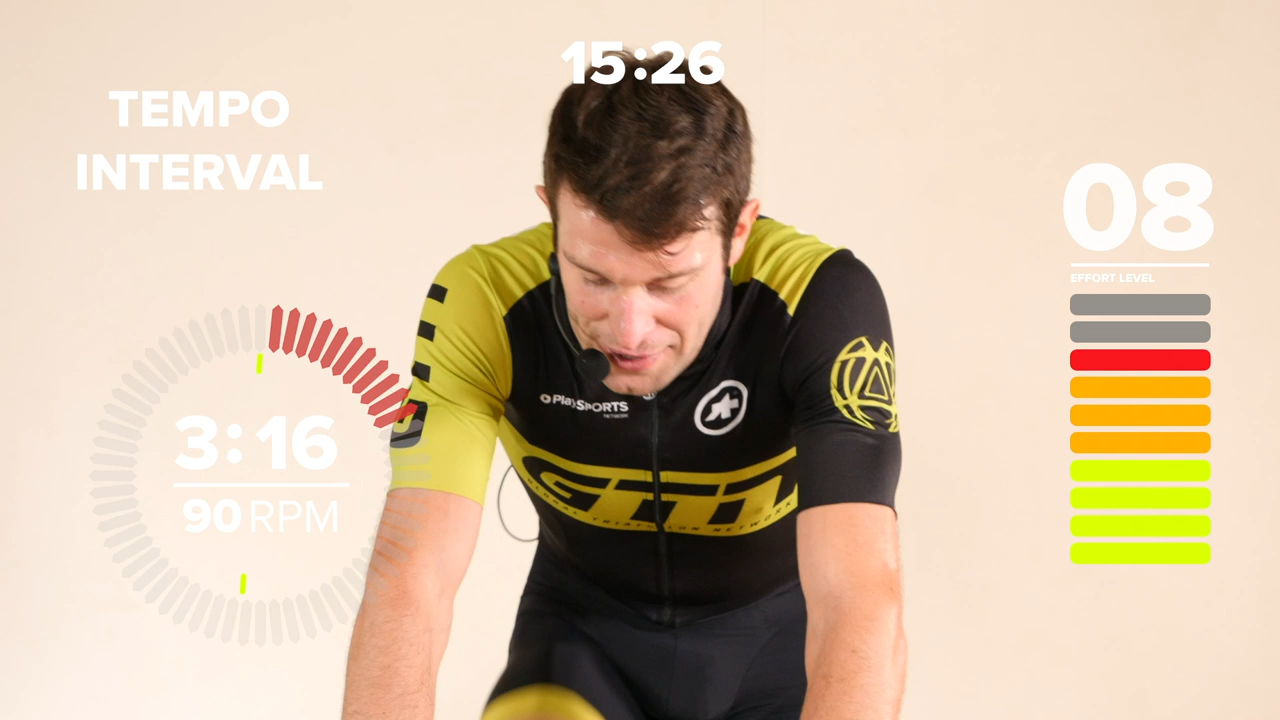 15:26
TEMPO
INTERVAL
08
EFFORT LEVEL
3:16
90 RPM
PlaySPORTS
NETWORK
GTN
GLOBAL TRIATHLON NETWORK